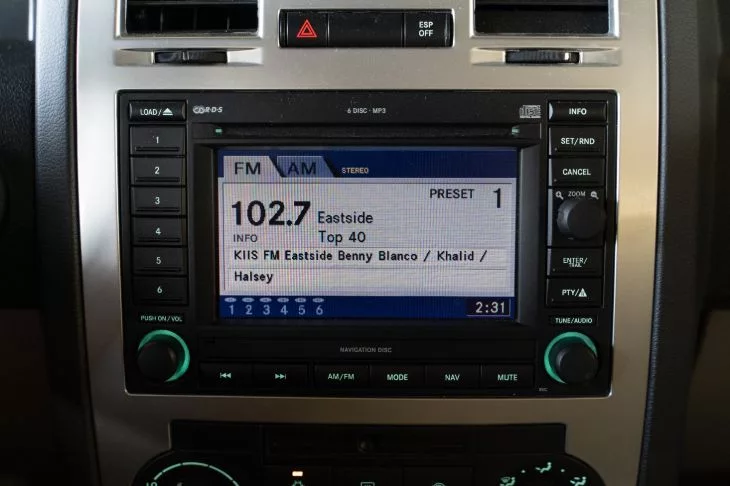 ESP
OFF
LOAD/
R·D·S
6 DISC · MP3
INFO
1
2
3
4
5
6
SET/RND
CANCEL
ZOOM
ENTER/
TRAIL
PTY/
FM AM STEREO
PRESET 1
102.7 Eastside
INFO Top 40
KIIS FM Eastside Benny Blanco / Khalid /
Halsey
1 2 3 4 5 6
2:31
PUSH ON/VOL
TUNE/AUDIO
NAVIGATION DISC
AM/FM MODE NAV MUTE